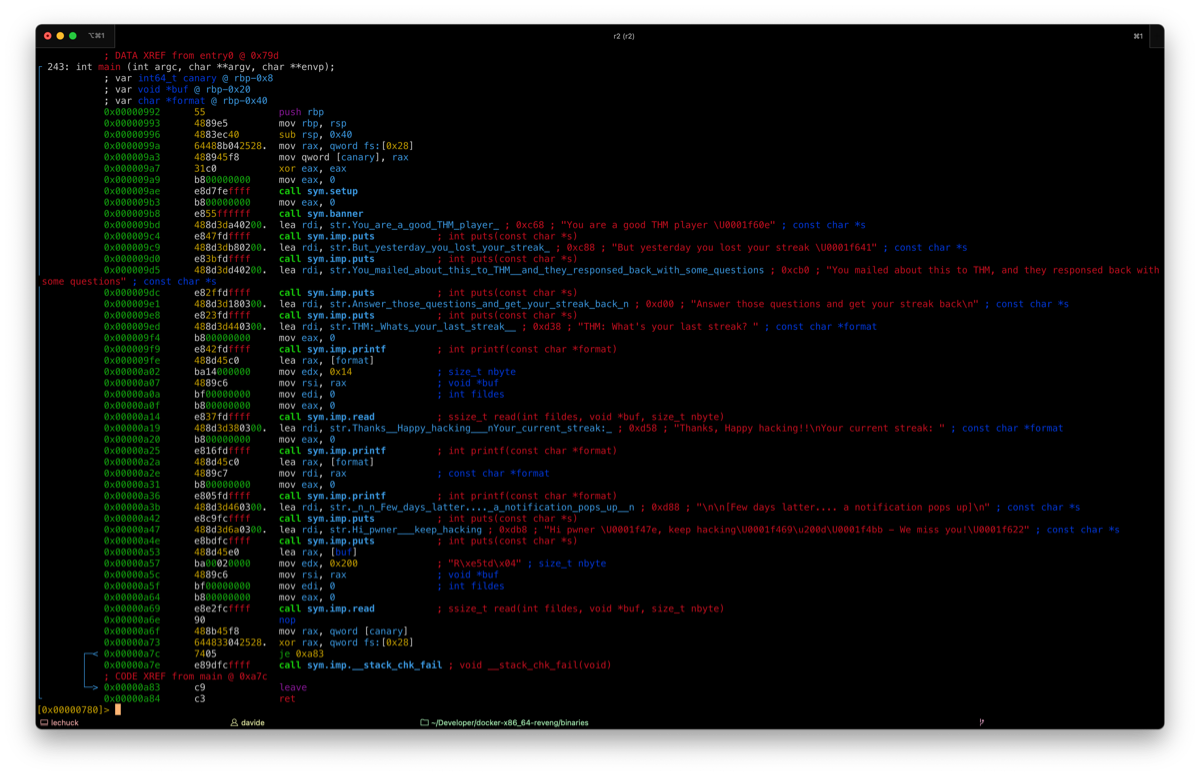 ⌥⌘1 r2 (r2) ⌘1
; DATA XREF from entry0 @ 0x79d
243: int main (int argc, char **argv, char **envp);
; var int64_t canary @ rbp-0x8
; var void *buf @ rbp-0x20
; var char *format @ rbp-0x40
0x00000992 55 push rbp
0x00000993 4889e5 mov rbp, rsp
0x00000996 4883ec40 sub rsp, 0x40
0x0000099a 64488b042528. mov rax, qword fs:[0x28]
0x000009a3 488945f8 mov qword [canary], rax
0x000009a7 31c0 xor eax, eax
0x000009a9 b800000000 mov eax, 0
0x000009ae e8d7feffff call sym.setup
0x000009b3 b800000000 mov eax, 0
0x000009b8 e855ffffff call sym.banner
0x000009bd 488d3da40200. lea rdi, str.You_are_a_good_THM_player_ ; 0xc68 ; "You are a good THM player \U0001f60e" ; const char *s
0x000009c4 e847fdffff call sym.imp.puts ; int puts(const char *s)
0x000009c9 488d3db80200. lea rdi, str.But_yesterday_you_lost_your_streak_ ; 0xc88 ; "But yesterday you lost your streak \U0001f641" ; const char *s
0x000009d0 e83bfdffff call sym.imp.puts ; int puts(const char *s)
0x000009d5 488d3dd40200. lea rdi, str.You_mailed_about_this_to_THM__and_they_responsed_back_with_some_questions ; 0xcb0 ; "You mailed about this to THM, and they responsed back with
some questions" ; const char *s
0x000009dc e82ffdffff call sym.imp.puts ; int puts(const char *s)
0x000009e1 488d3d180300. lea rdi, str.Answer_those_questions_and_get_your_streak_back_n ; 0xd00 ; "Answer those questions and get your streak back\n" ; const char *s
0x000009e8 e823fdffff call sym.imp.puts ; int puts(const char *s)
0x000009ed 488d3d440300. lea rdi, str.THM:_Whats_your_last_streak__ ; 0xd38 ; "THM: What's your last streak? " ; const char *format
0x000009f4 b800000000 mov eax, 0
0x000009f9 e842fdffff call sym.imp.printf ; int printf(const char *format)
0x000009fe 488d45c0 lea rax, [format]
0x00000a02 ba14000000 mov edx, 0x14 ; size_t nbyte
0x00000a07 4889c6 mov rsi, rax ; void *buf
0x00000a0a bf00000000 mov edi, 0 ; int fildes
0x00000a0f b800000000 mov eax, 0
0x00000a14 e837fdffff call sym.imp.read ; ssize_t read(int fildes, void *buf, size_t nbyte)
0x00000a19 488d3d380300. lea rdi, str.Thanks__Happy_hacking___nYour_current_streak:_ ; 0xd58 ; "Thanks, Happy hacking!!\nYour current streak: " ; const char *format
0x00000a20 b800000000 mov eax, 0
0x00000a25 e816fdffff call sym.imp.printf ; int printf(const char *format)
0x00000a2a 488d45c0 lea rax, [format]
0x00000a2e 4889c7 mov rdi, rax ; const char *format
0x00000a31 b800000000 mov eax, 0
0x00000a36 e805fdffff call sym.imp.printf ; int printf(const char *format)
0x00000a3b 488d3d460300. lea rdi, str._n_n_Few_days_latter...._a_notification_pops_up__n ; 0xd88 ; "\n\n[Few days latter.... a notification pops up]\n" ; const char *s
0x00000a42 e8c9fcffff call sym.imp.puts ; int puts(const char *s)
0x00000a47 488d3d6a0300. lea rdi, str.Hi_pwner___keep_hacking ; 0xdb8 ; "Hi pwner \U0001f47e, keep hacking\U0001f469\u200d\U0001f4bb - We miss you!\U0001f622" ; const char *s
0x00000a4e e8bdfcffff call sym.imp.puts ; int puts(const char *s)
0x00000a53 488d45e0 lea rax, [buf]
0x00000a57 ba00020000 mov edx, 0x200 ; "R\xe5td\x04" ; size_t nbyte
0x00000a5c 4889c6 mov rsi, rax ; void *buf
0x00000a5f bf00000000 mov edi, 0 ; int fildes
0x00000a64 b800000000 mov eax, 0
0x00000a69 e8e2fcffff call sym.imp.read ; ssize_t read(int fildes, void *buf, size_t nbyte)
0x00000a6e 90 nop
0x00000a6f 488b45f8 mov rax, qword [canary]
0x00000a73 644833042528. xor rax, qword fs:[0x28]
0x00000a7c 7405 je 0xa83
0x00000a7e e89dfcffff call sym.imp.__stack_chk_fail ; void __stack_chk_fail(void)
; CODE XREF from main @ 0xa7c
0x00000a83 c9 leave
0x00000a84 c3 ret
[0x00000780]>
lechuck davide ~/Developer/docker-x86_64-reveng/binaries